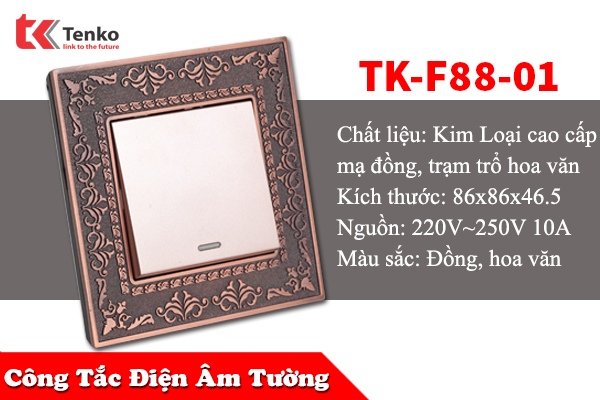 tk Tenko
link to the future
TK-F88-01
Chất liệu: Kim Loại cao cấp
mạ đồng, trạm trổ hoa văn
Kích thước: 86x86x46.5
Nguồn: 220V~250V 10A
Màu sắc: Đồng, hoa văn
Công Tắc Điện Âm Tường